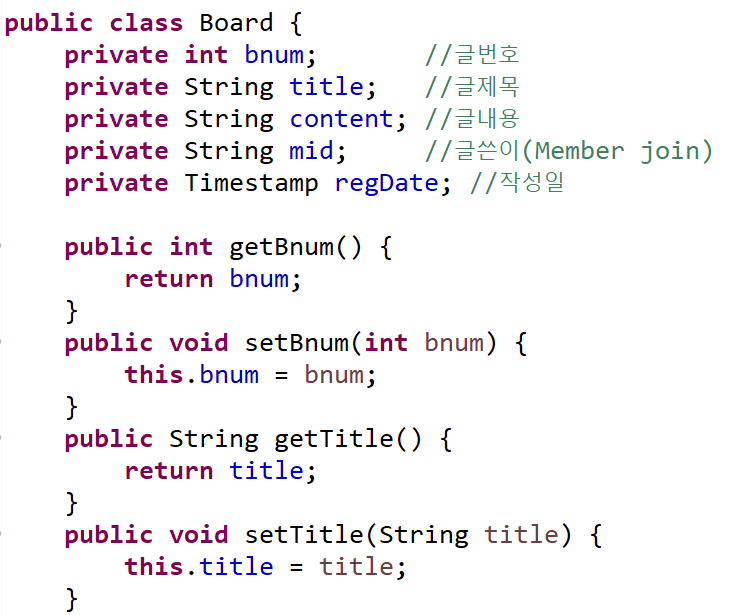 public class Board {
    private int bnum;       //글번호
    private String title;   //글제목
    private String content; //글내용
    private String mid;     //글쓴이(Member join)
    private Timestamp regDate; //작성일

    public int getBnum() {
        return bnum;
    }
    public void setBnum(int bnum) {
        this.bnum = bnum;
    }
    public String getTitle() {
        return title;
    }
    public void setTitle(String title) {
        this.title = title;
    }